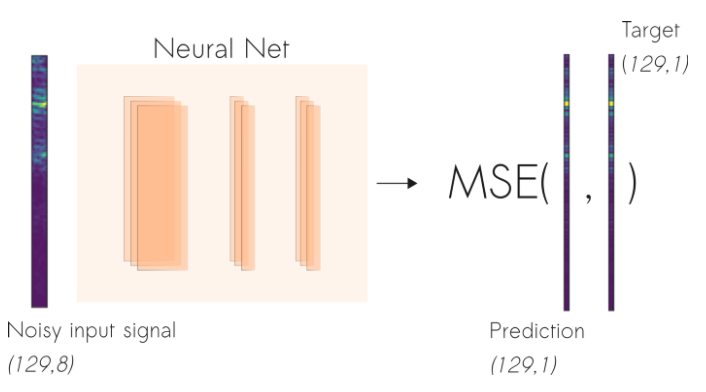 Neural Net
Target
(129,1)
MSE( , )
Noisy input signal
(129,8)
Prediction
(129,1)